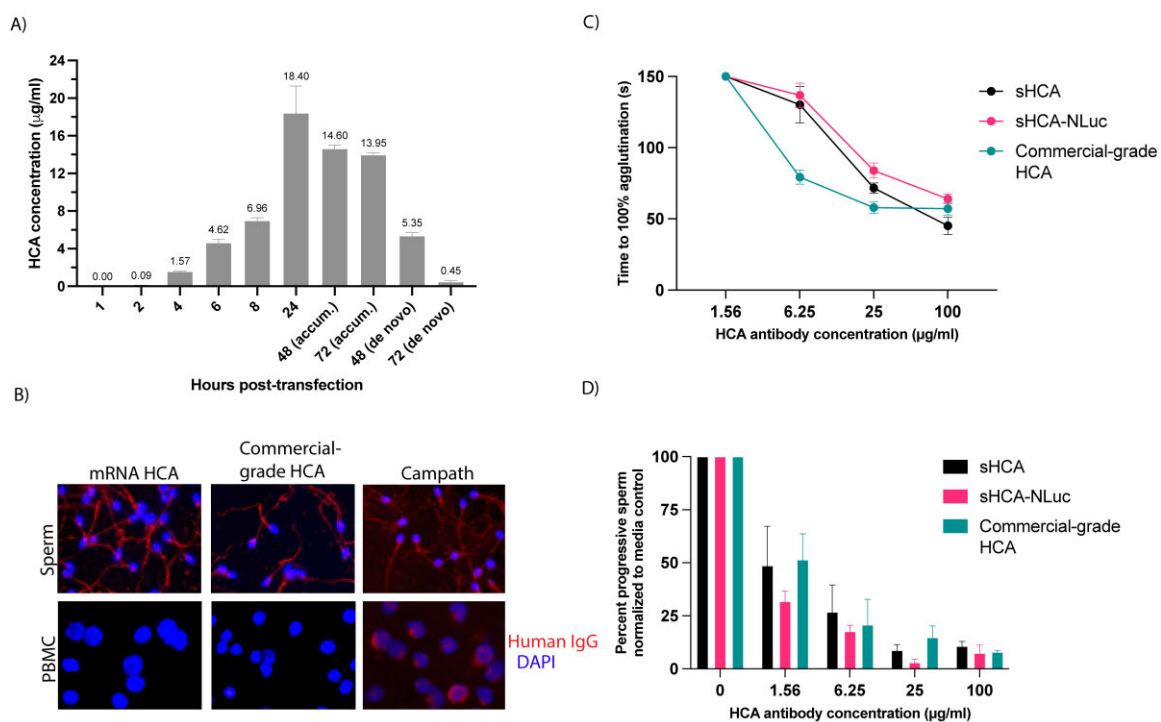 A)
HCA concentration (µg/ml)
24
20
16
12
8
4
0
0.00
0.09
1.57
4.62
6.96
18.40
14.60
13.95
5.35
0.45
1
2
4
6
8
24
48 (accum.)
72 (accum.)
48 (de novo)
72 (de novo)
Hours post-transfection
B)
mRNA HCA
Commercial-
grade HCA
Campath
Sperm
PBMC
Human IgG
DAPI
C)
Time to 100% agglutination (s)
150
100
50
0
1.56
6.25
25
100
HCA antibody concentration (µg/ml)
sHCA
sHCA-NLuc
Commercial-grade
HCA
D)
Percent progressive sperm
normalized to media control
100
75
50
25
0
0
1.56
6.25
25
100
HCA antibody concentration (µg/ml)
sHCA
sHCA-NLuc
Commercial-grade
HCA